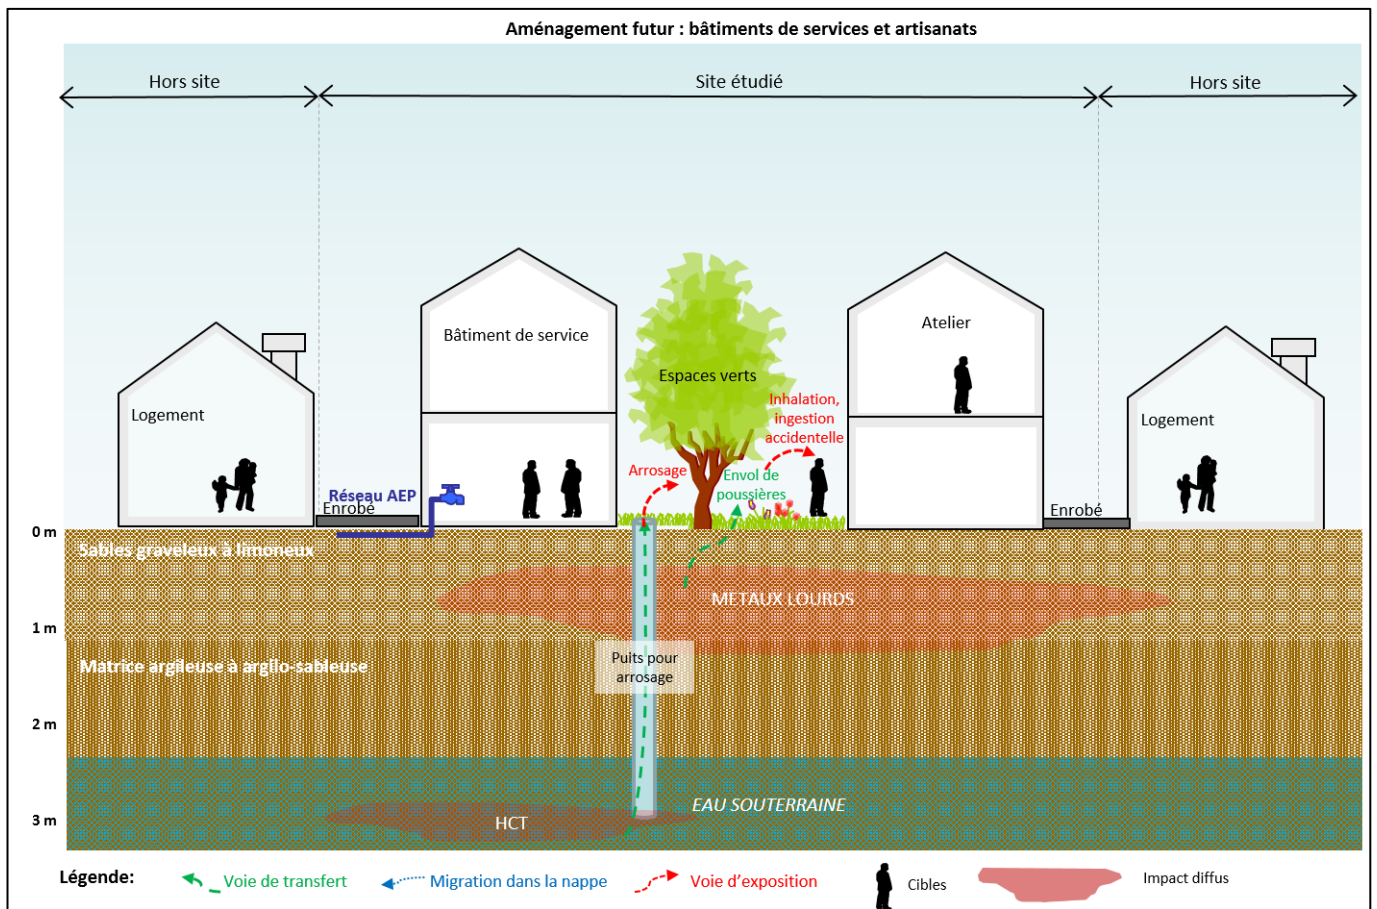 Aménagement futur : bâtiments de services et artisanats
Hors site
Site étudié
Hors site
Bâtiment de service
Atelier
Espaces verts
Logement
Inhalation,
ingestion
accidentelle
Logement
Arrosage
Envol de
poussières
Réseau AEP
Enrobé
Enrobé
0 m
Sables graveleux à limoneux
METAUX LOURDS
1 m
Matrice argileuse à argilo-sableuse
Puits pour
arrosage
2 m
EAU SOUTERRAINE
3 m
HCT
Légende:
Voie de transfert
Migration dans la nappe
Voie d'exposition
Cibles
Impact diffus